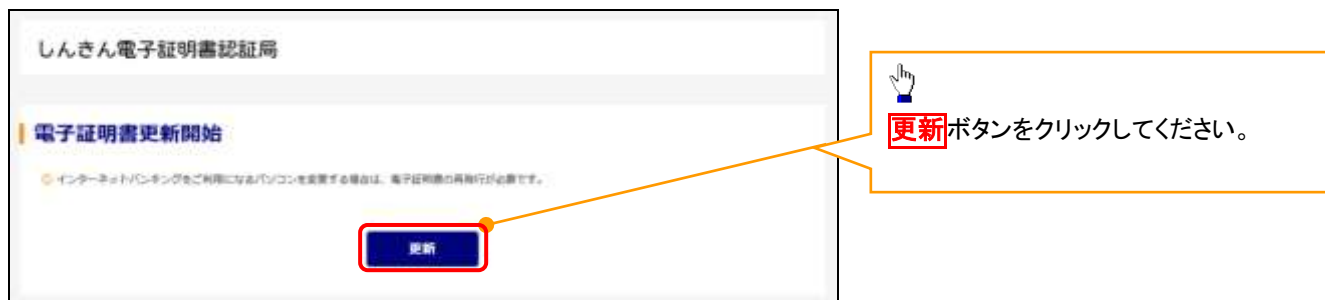 しんきん電子証明書認証局
電子証明書更新開始
インターネットバンキングをご利用になるパソコンを変更する場合は、電子証明書の再発行が必要です。
更新
更新ボタンをクリックしてください。